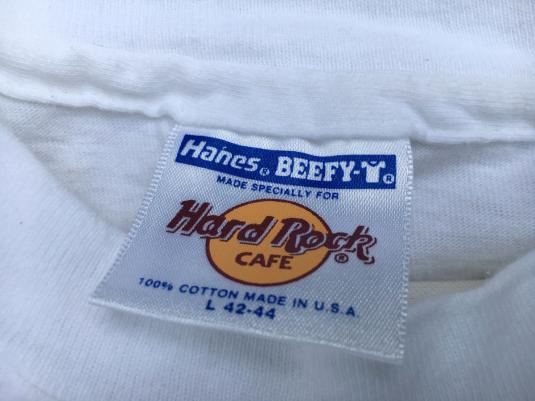 Hanes® BEEFY-T®
MADE SPECIALLY FOR
Hard Rock
CAFE ®
100% COTTON MADE IN U.S.A.
L 42-44